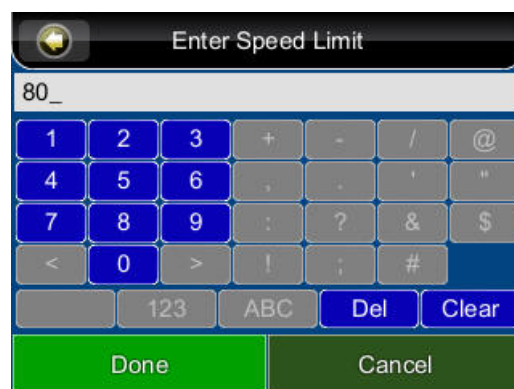 Enter Speed Limit
80_
1 2 3 + - / @
4 5 6 , . ' "
7 8 9 : ? & $
< 0 > ! ; #
123 ABC Del Clear
Done Cancel